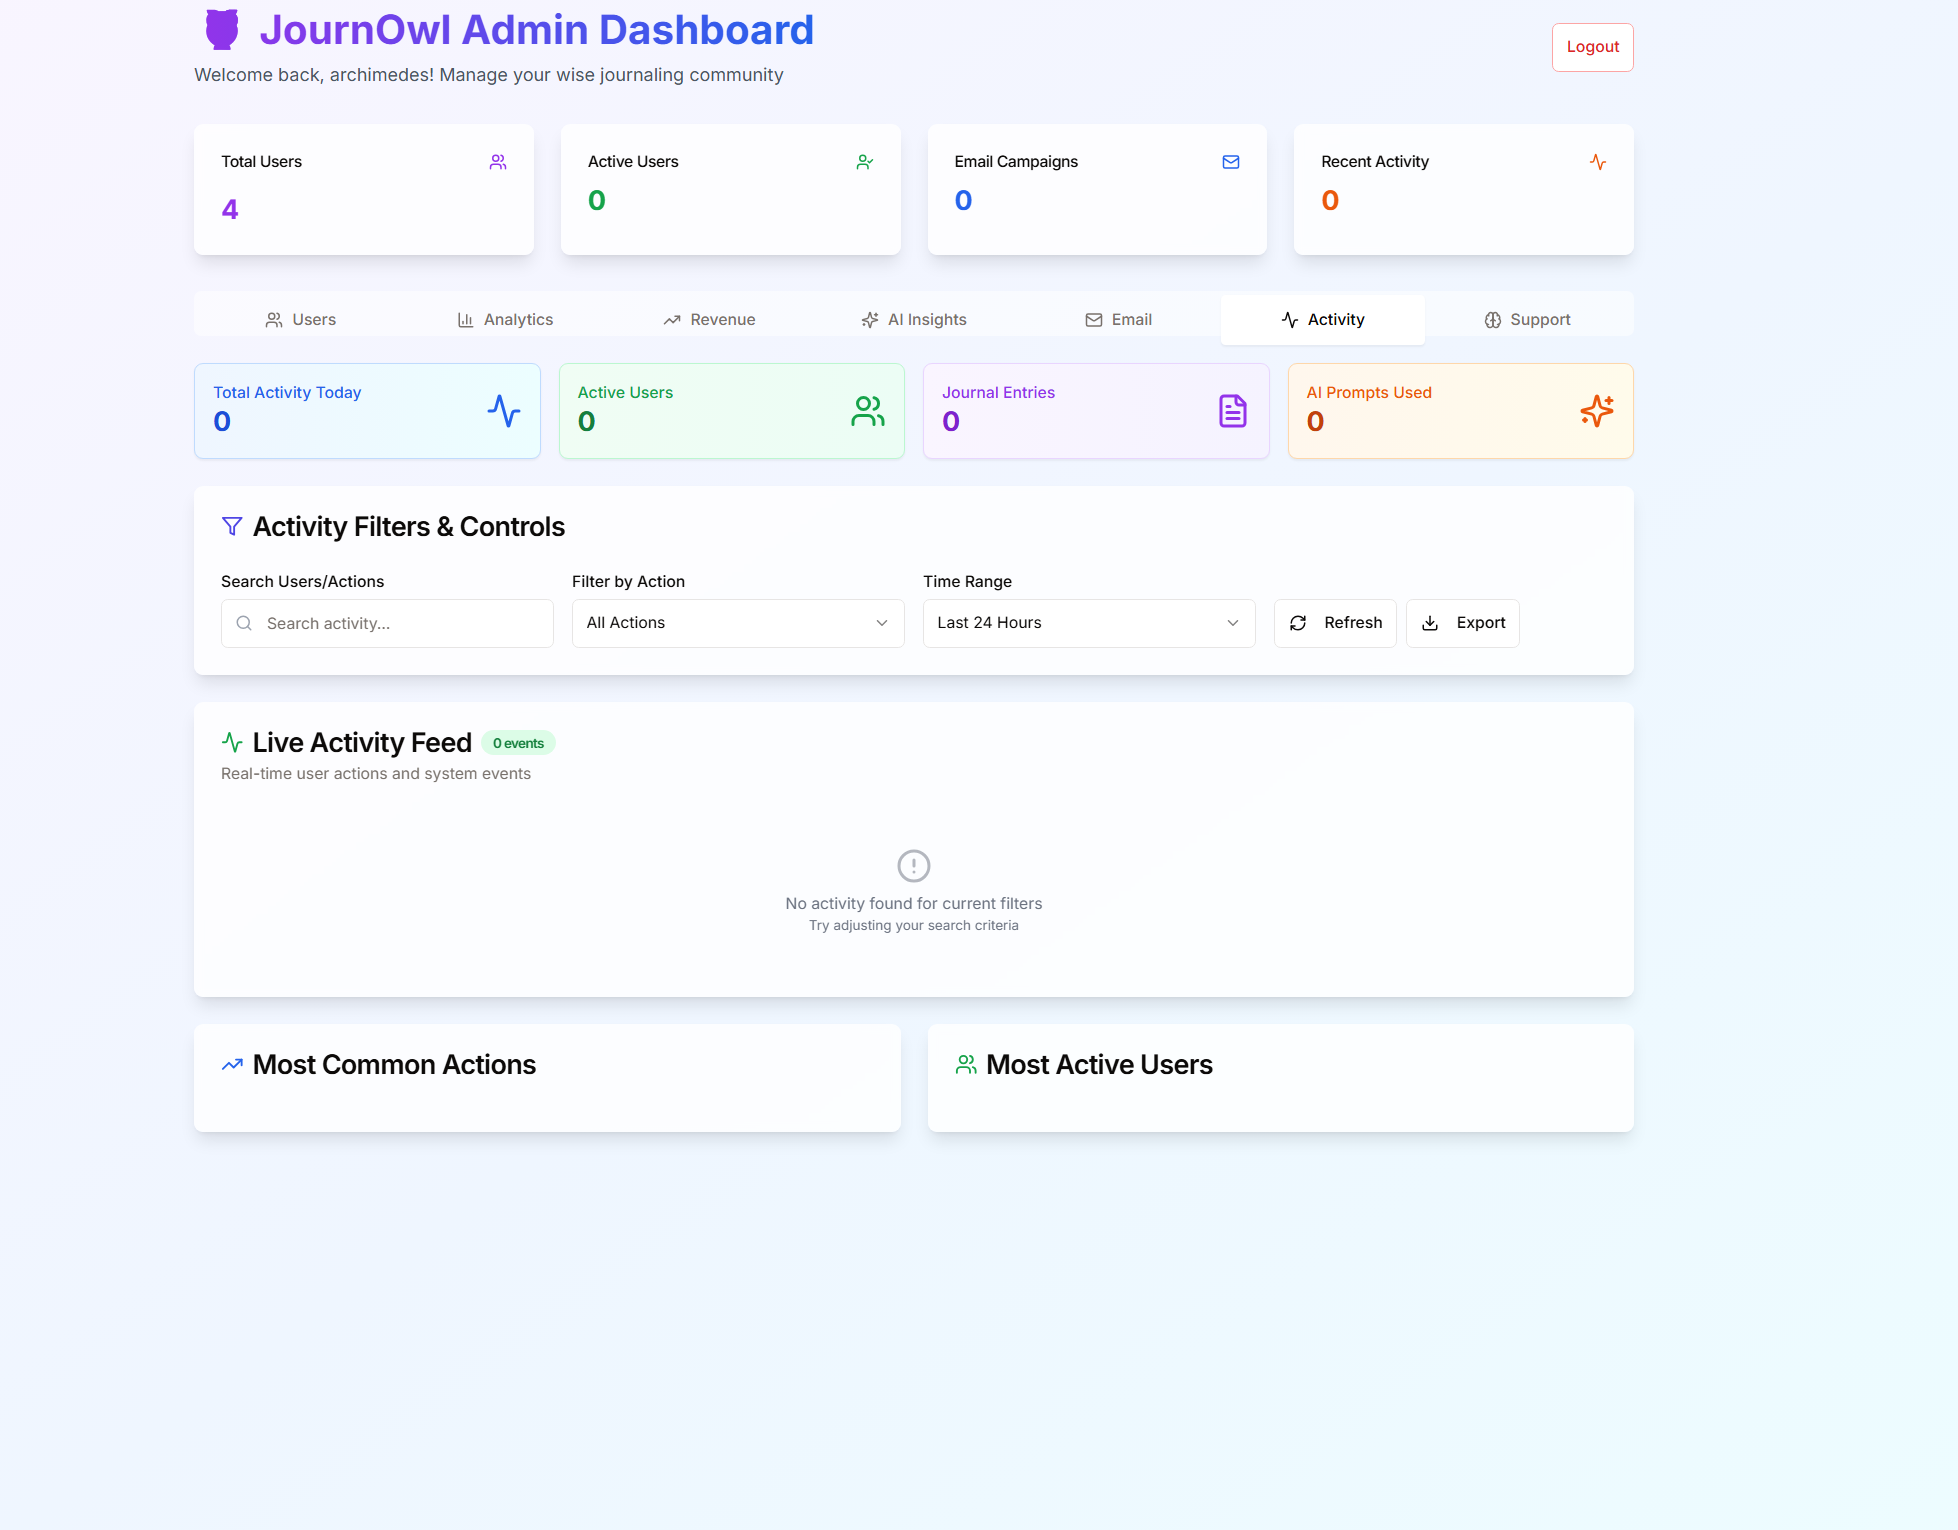 JournOwl Admin Dashboard
Welcome back, archimedes! Manage your wise journaling community
Logout
Total Users
4
Active Users
0
Email Campaigns
0
Recent Activity
0
Users
Analytics
Revenue
AI Insights
Email
Activity
Support
Total Activity Today
0
Active Users
0
Journal Entries
0
AI Prompts Used
0
Activity Filters & Controls
Search Users/Actions
Search activity...
Filter by Action
All Actions
Time Range
Last 24 Hours
Refresh
Export
Live Activity Feed
0 events
Real-time user actions and system events
No activity found for current filters
Try adjusting your search criteria
Most Common Actions
Most Active Users